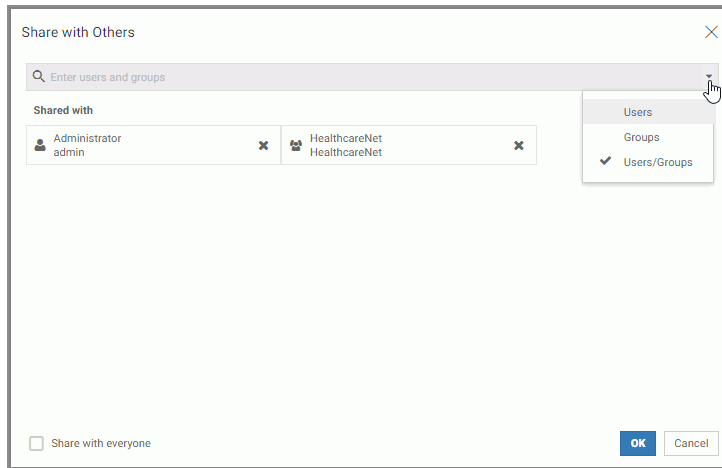 Share with Others
Enter users and groups
Shared with
Administrator
admin
HealthcareNet
HealthcareNet
Users
Groups
Users/Groups
Share with everyone
OK
Cancel